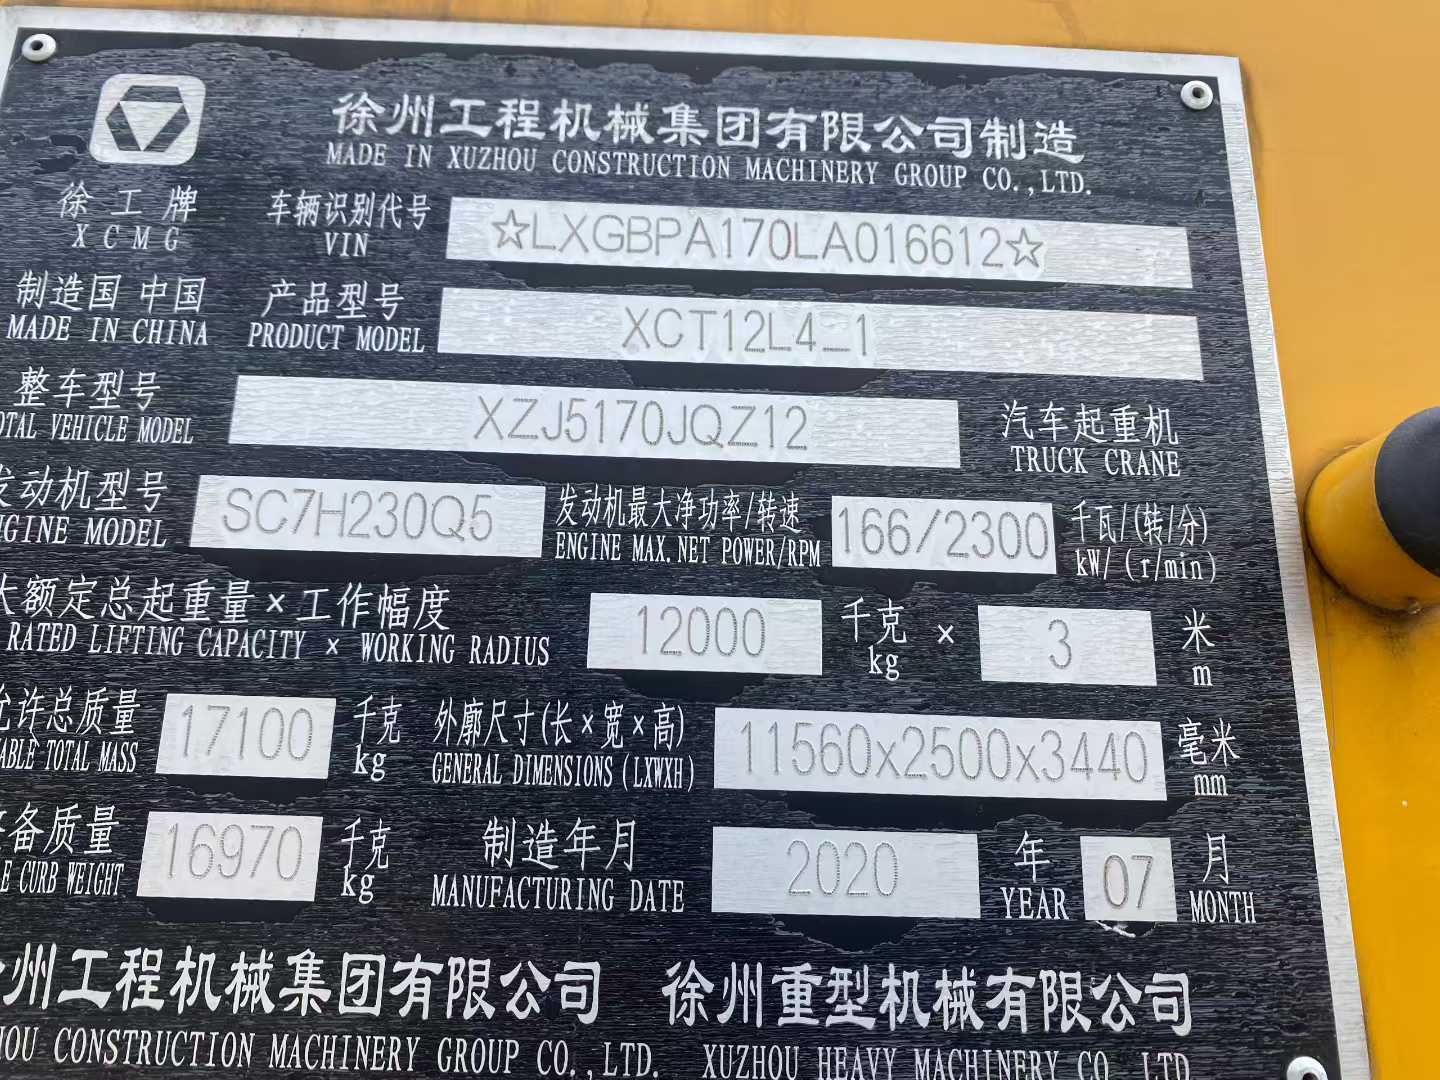 徐州工程机械集团有限公司制造
MADE IN XUZHOU CONSTRUCTION MACHINERY GROUP CO.,LTD.
徐工牌 车辆识别代号 ☆LXGBPA170LA016612☆
XCMG VIN
制造国 中国 产品型号 XCT12L4_1
MADE IN CHINA PRODUCT MODEL
整车型号 XZJ5170JQZ12 汽车起重机
OTAL VEHICLE MODEL TRUCK CRANE
发动机型号 SC7H230Q5 发动机最大净功率/转速 166/2300 千瓦/(转/分)
NGINE MODEL ENGINE MAX.NET POWER/RPM kW/(r/min)
大额定总起重量×工作幅度 12000 千克 × 3 米
RATED LIFTING CAPACITY × WORKING RADIUS kg m
允许总质量 17100 千克 外廓尺寸(长×宽×高) 11560x2500x3440 毫米
ABLE TOTAL MASS kg GENERAL DIMENSIONS(LXWXH) mm
备质量 16970 千克 制造年月 2020 年 07 月
E CURB WEIGHT kg MANUFACTURING DATE YEAR MONTH
州工程机械集团有限公司 徐州重型机械有限公司
HOU CONSTRUCTION MACHINERY GROUP CO.,LTD. XUZHOU HEAVY MACHINERY CO LTD